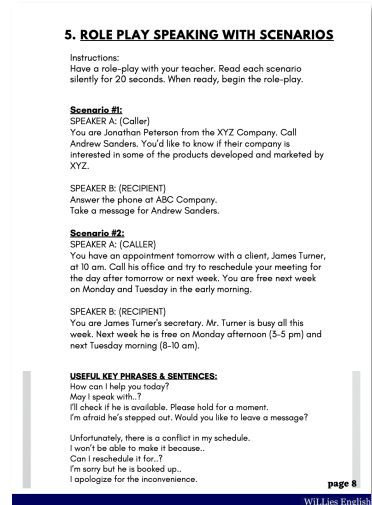 5. ROLE PLAY SPEAKING WITH SCENARIOS
Instructions:
Have a role-play with your teacher. Read each scenario
silently for 20 seconds. When ready, begin the role-play.
Scenario #1:
SPEAKER A: (Caller)
You are Jonathan Peterson from the XYZ Company. Call
Andrew Sanders. You'd like to know if their company is
interested in some of the products developed and marketed by
XYZ.
SPEAKER B: (RECIPIENT)
Answer the phone at ABC Company.
Take a message for Andrew Sanders.
Scenario #2:
SPEAKER A: (CALLER)
You have an appointment tomorrow with a client, James Turner,
at 10 am. Call his office and try to reschedule your meeting for
the day after tomorrow or next week. You are free next week
on Monday and Tuesday in the early morning.
SPEAKER B: (RECIPIENT)
You are James Turner's secretary. Mr. Turner is busy all this
week. Next week he is free on Monday afternoon (3-5 pm) and
next Tuesday morning (8-10 am).
USEFUL KEY PHRASES & SENTENCES:
How can I help you today?
May I speak with..?
I'll check if he is available. Please hold for a moment.
I'm afraid he's stepped out. Would you like to leave a message?
Unfortunately, there is a conflict in my schedule.
I won't be able to make it because..
Can I reschedule it for..?
I'm sorry but he is booked up..
I apologize for the inconvenience.
page 8
WiLLies English